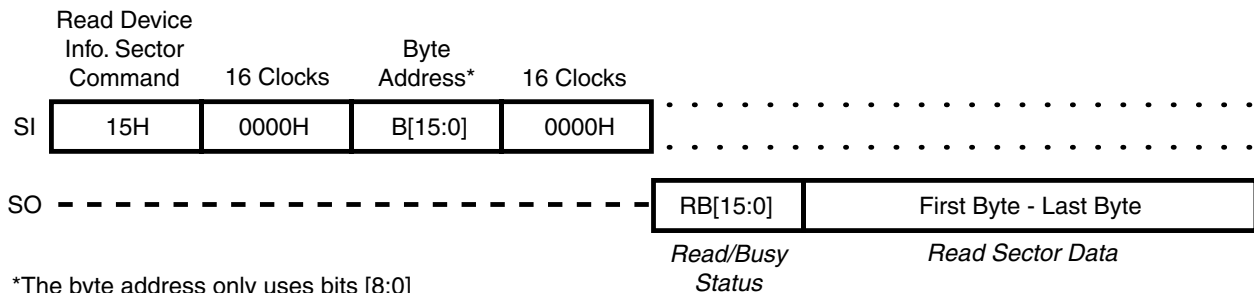 Read Device
Info. Sector
Command
16 Clocks
Byte
Address*
16 Clocks
SI
15H
0000H
B[15:0]
0000H
SO
RB[15:0]
First Byte - Last Byte
Read/Busy
Status
Read Sector Data
*The byte address only uses bits [8:0]